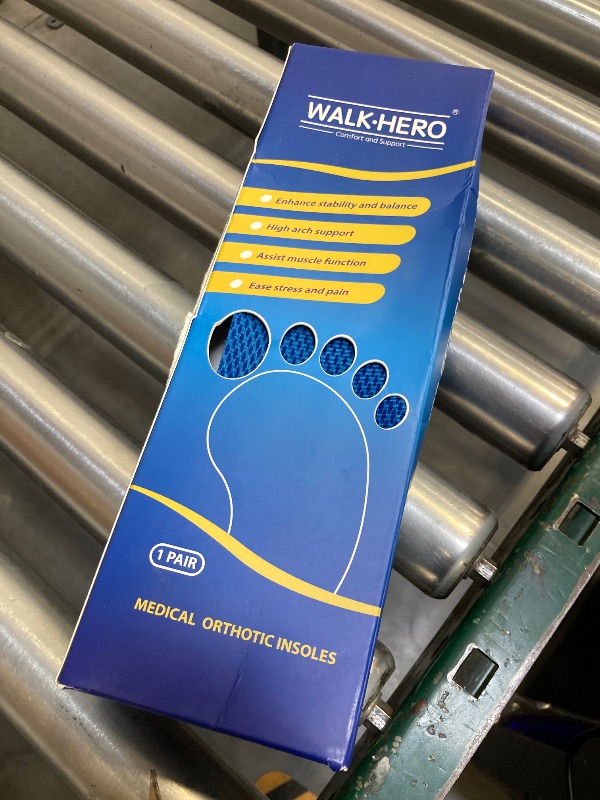 WALK·HERO®
Comfort and Support
Enhance stability and balance
High arch support
Assist muscle function
Ease stress and pain
1 PAIR
MEDICAL ORTHOTIC INSOLES